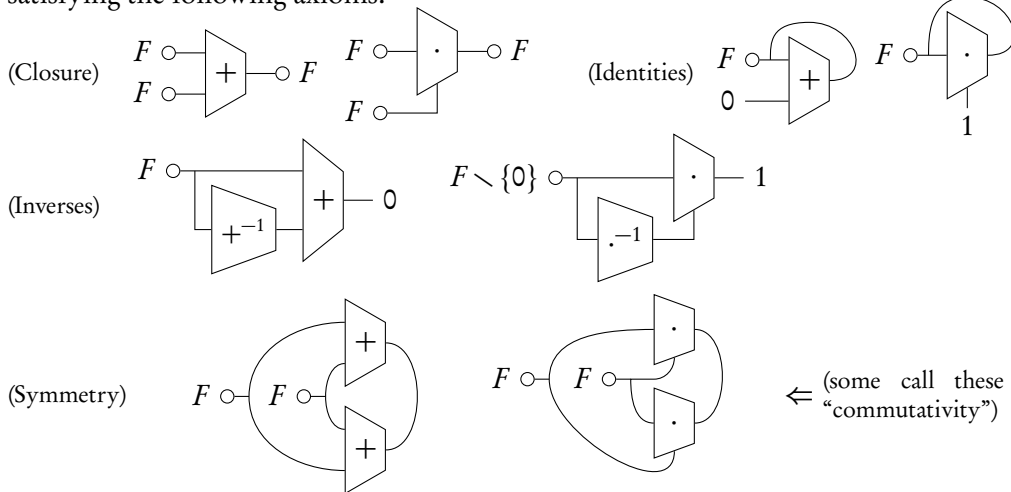 satisfying the following axioms:
(Closure) F F + F F F · F
(Identities) F 0 + F · 1
(Inverses) F +⁻¹ + 0 F ∖ {0} ·⁻¹ · 1
(Symmetry) F F + + F F · · ⇐ (some call these
“commutativity”)